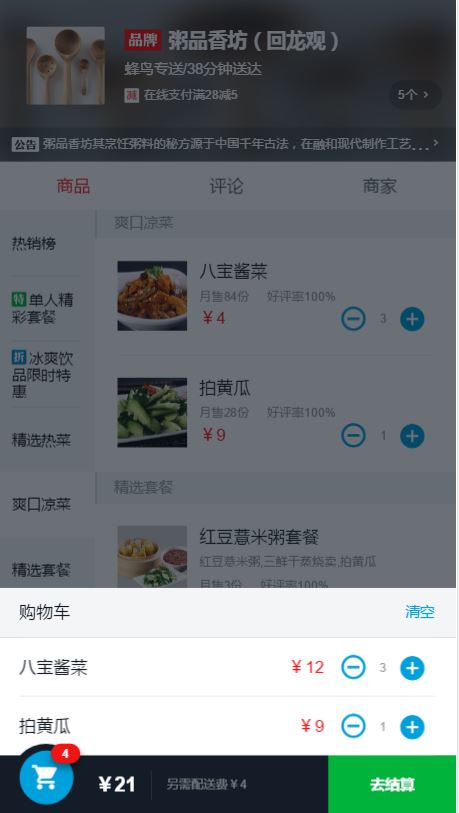 品牌 粥品香坊（回龙观）
蜂鸟专送/38分钟送达
减 在线支付满28减5
5个 >
公告 粥品香坊其烹饪粥料的秘方源于中国千年古法，在融和现代制作工艺... >
商品 评论 商家
爽口凉菜
热销榜
特 单人精
彩套餐
折 冰爽饮
品限时特
惠
精选热菜
爽口凉菜
精选套餐
八宝酱菜
月售84份 好评率100%
￥4 3
拍黄瓜
月售28份 好评率100%
￥9 1
精选套餐
红豆薏米粥套餐
红豆薏米粥,三鲜干蒸烧卖,拍黄瓜
月售3份 好评率100%
购物车 清空
八宝酱菜 ￥12 3
拍黄瓜 ￥9 1
4
￥21 另需配送费￥4 去结算